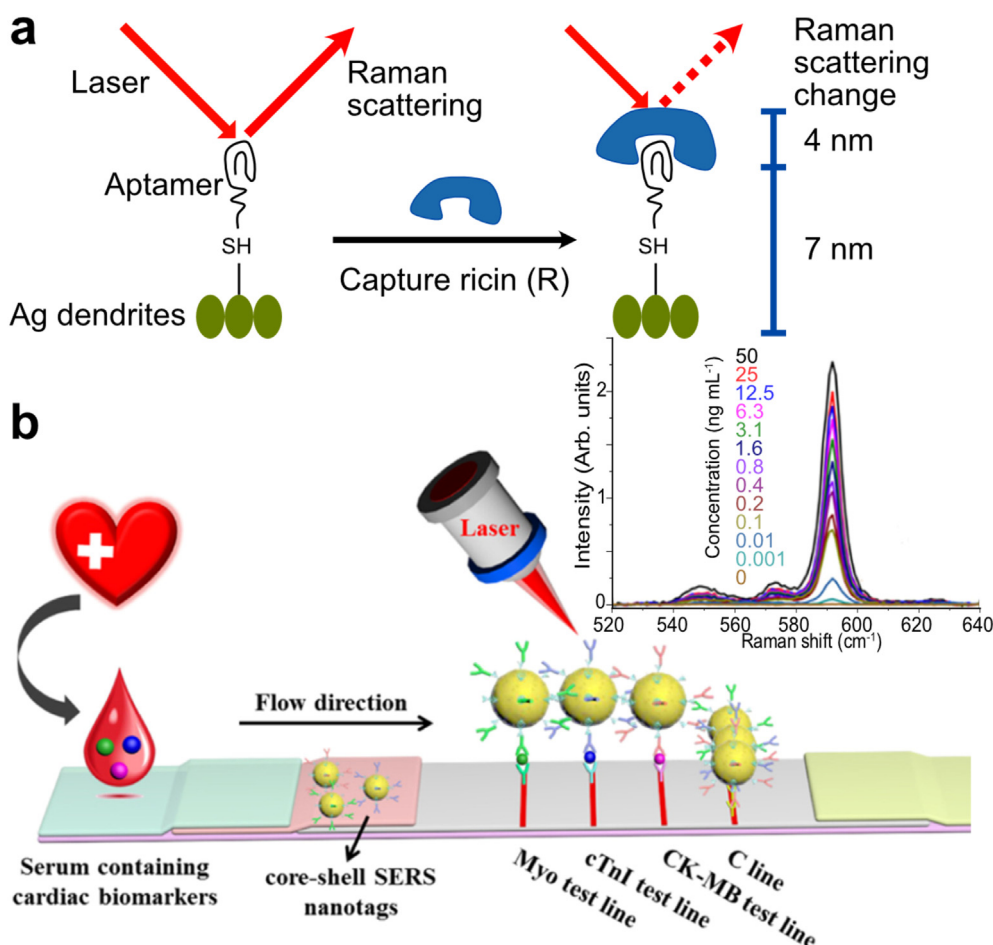 a
Laser
Raman
scattering
Aptamer
SH
Ag dendrites
Capture ricin (R)
Raman
scattering
change
4 nm
7 nm
SH
b
Intensity (Arb. units)
2
1
0
Concentration (ng mL⁻¹)
50
25
12.5
6.3
3.1
1.6
0.8
0.4
0.2
0.1
0.01
0.001
0
520 540 560 580 600 620 640
Raman shift (cm⁻¹)
Laser
Flow direction
Serum containing
cardiac biomarkers
core-shell SERS
nanotags
Myo test line
cTnI test line
CK-MB test line
C line